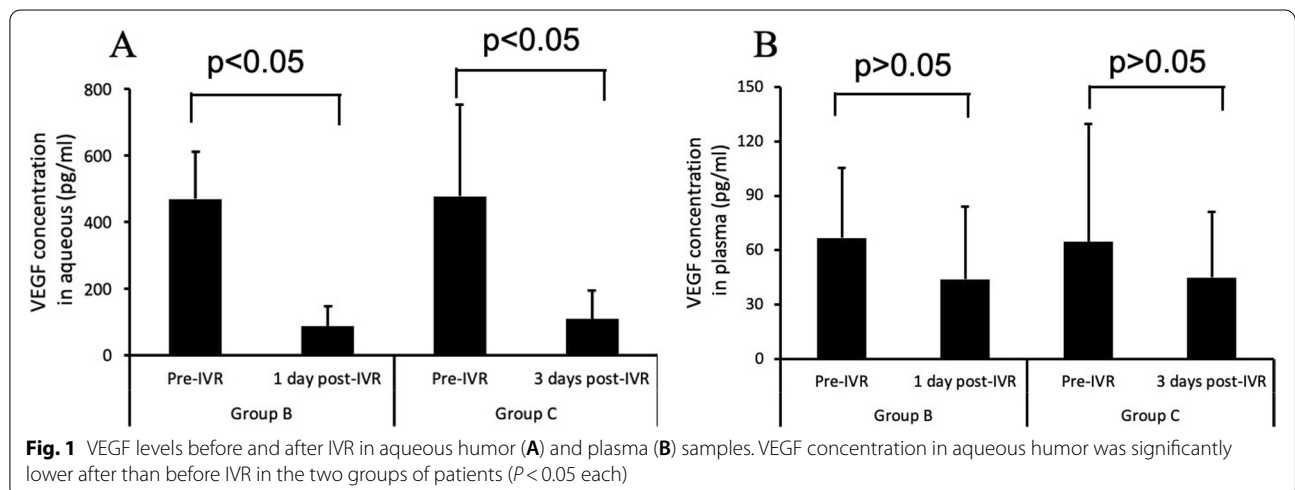 A
p<0.05
p<0.05
800
600
400
200
0
VEGF concentration
in aqueous (pg/ml)
Pre-IVR 1 day post-IVR Pre-IVR 3 days post-IVR
Group B Group C
B
p>0.05
p>0.05
150
120
90
60
30
0
VEGF concentration
in plasma (pg/ml)
Pre-IVR 1 day post-IVR Pre-IVR 3 days post-IVR
Group B Group C
Fig. 1 VEGF levels before and after IVR in aqueous humor (A) and plasma (B) samples. VEGF concentration in aqueous humor was significantly
lower after than before IVR in the two groups of patients (P < 0.05 each)